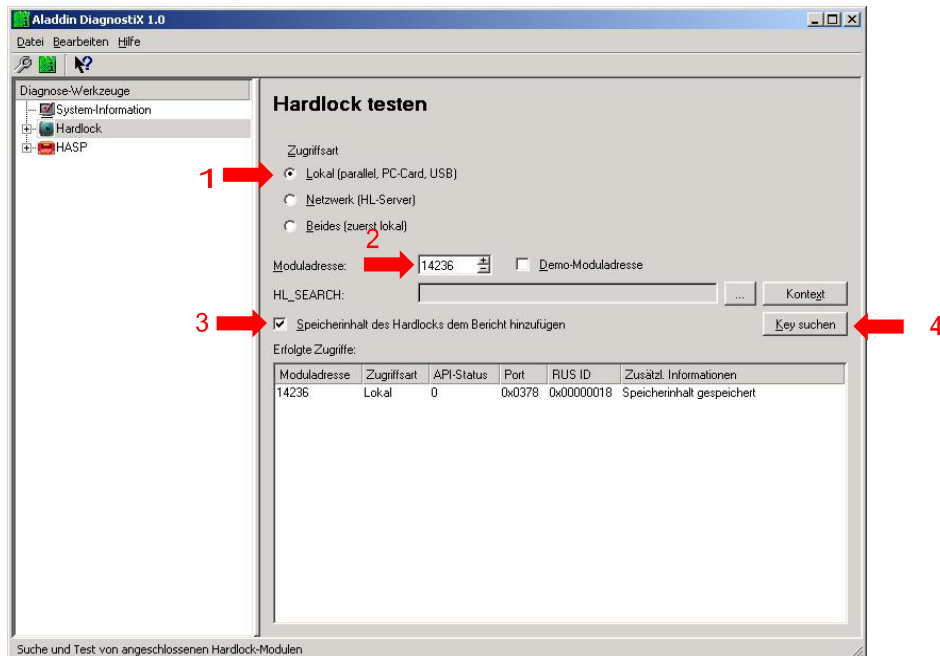 Aladdin DiagnostiX 1.0
Datei Bearbeiten Hilfe
Diagnose-Werkzeuge
System-Information
Hardlock
HASP
Hardlock testen
Zugriffsart
1
Lokal (parallel, PC-Card, USB)
Netzwerk (HL-Server)
Beides (zuerst lokal)
2
Moduladresse: 14236 Demo-Moduladresse
HL_SEARCH: ... Kontext
3 Speicherinhalt des Hardlocks dem Bericht hinzufügen Key suchen 4
Erfolgte Zugriffe:
Moduladresse Zugriffsart API-Status Port RUS ID Zusätzl. Informationen
14236 Lokal 0 0x0378 0x00000018 Speicherinhalt gespeichert
Suche und Test von angeschlossenen Hardlock-Modulen